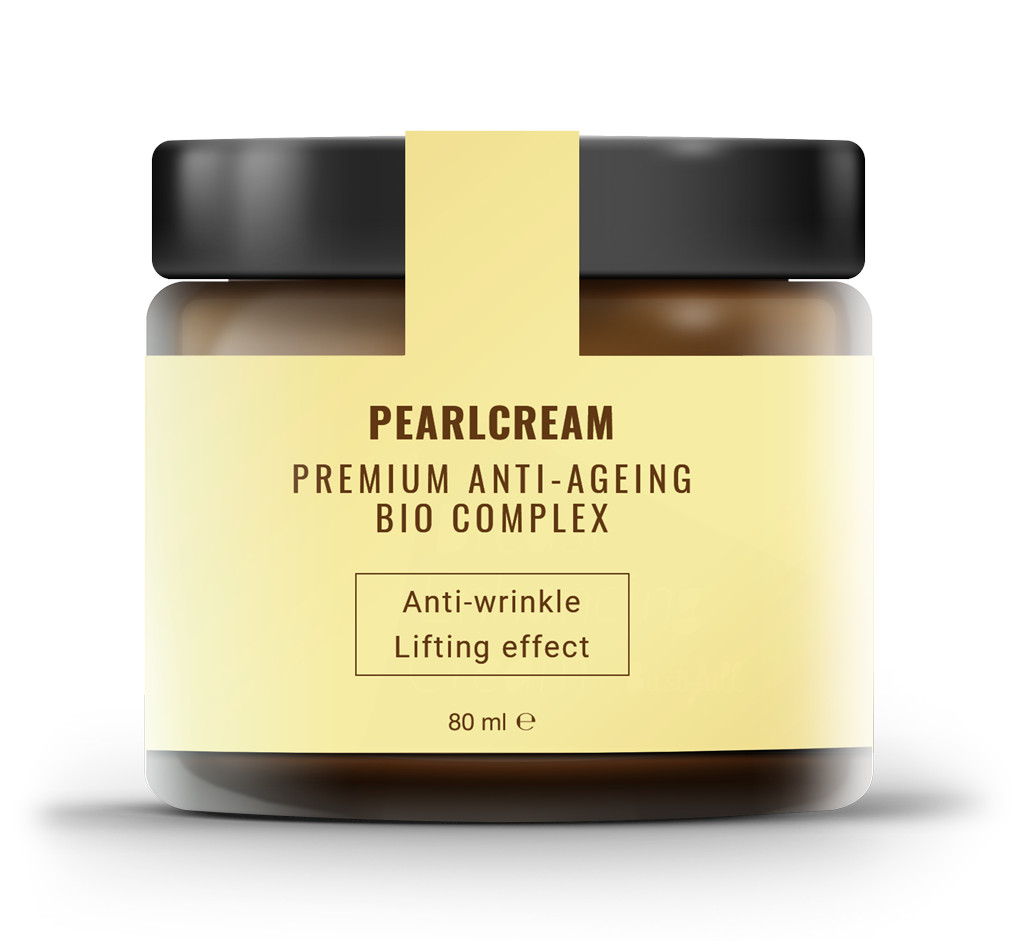 PEARLCREAM
PREMIUM ANTI-AGEING
BIO COMPLEX
Anti-wrinkle
Lifting effect
80 ml ℮